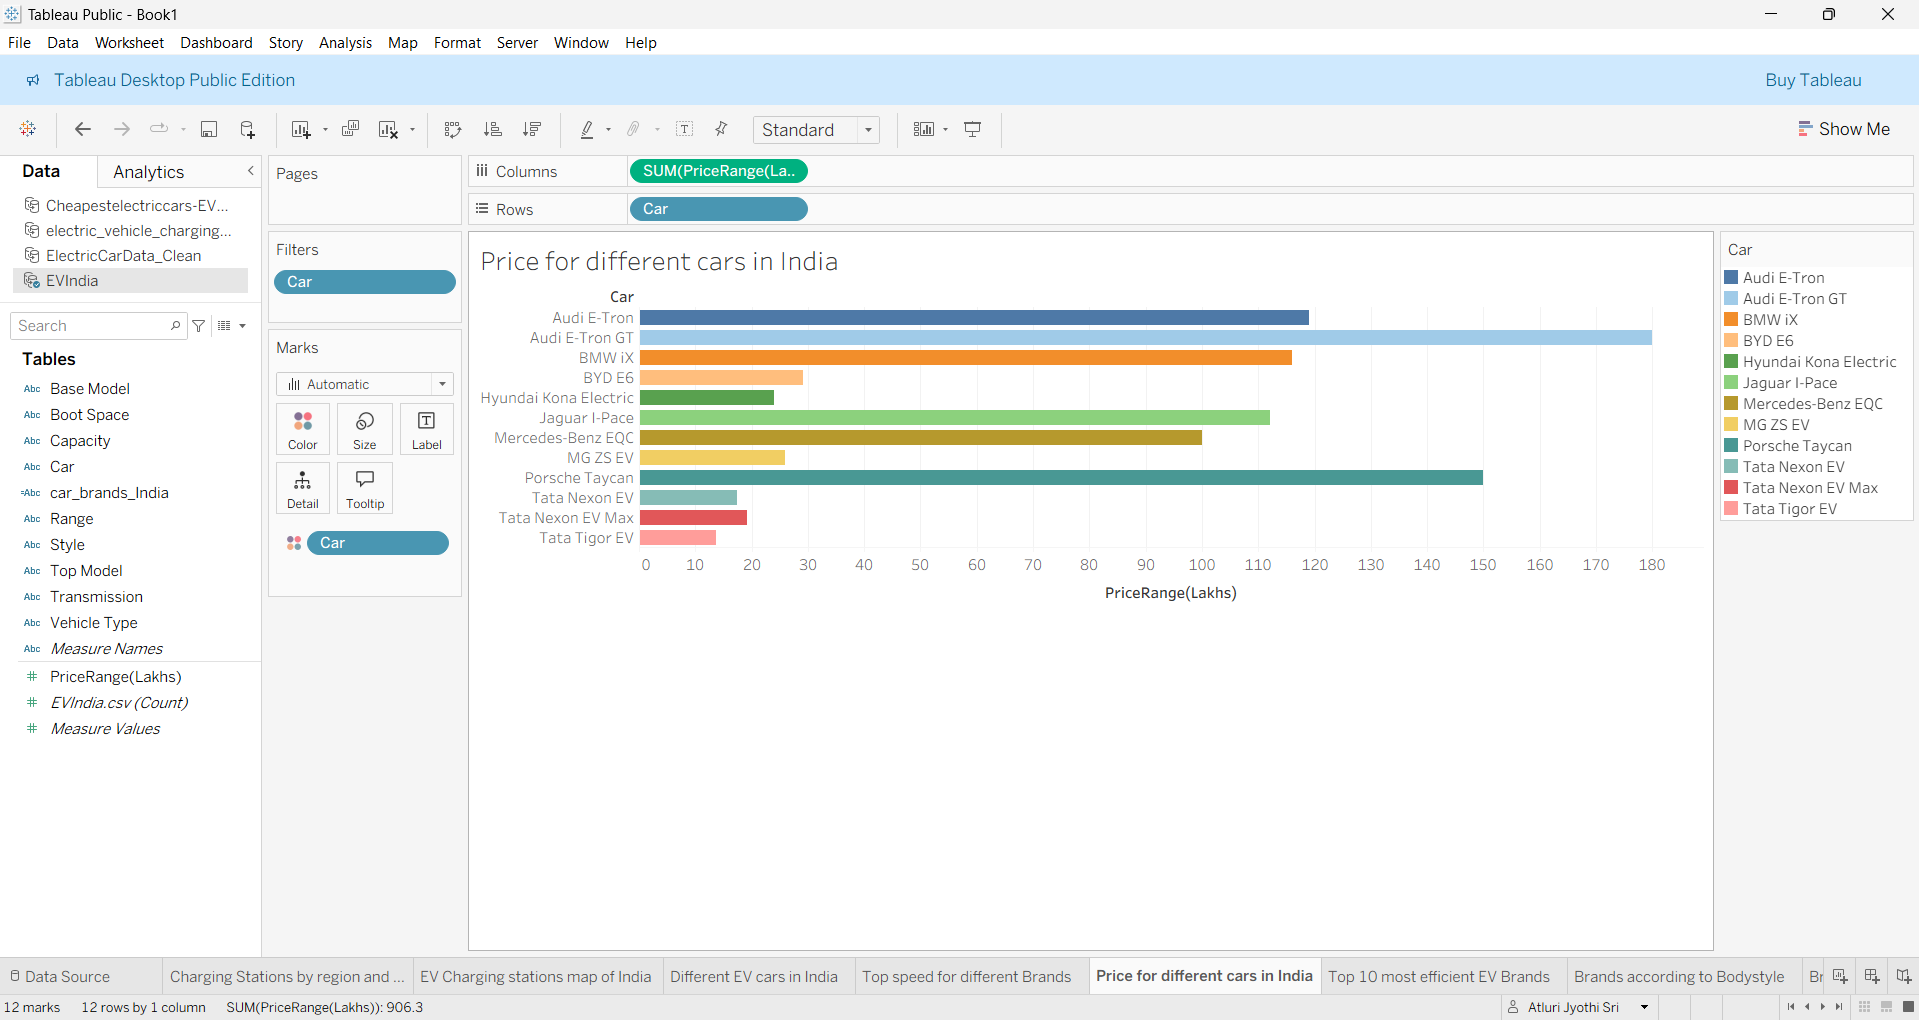 Tableau Public - Book1
File Data Worksheet Dashboard Story Analysis Map Format Server Window Help
Tableau Desktop Public Edition
Buy Tableau
Standard
Show Me
Data
Analytics
Cheapestelectriccars-EV...
electric_vehicle_charging...
ElectricCarData_Clean
EVIndia
Search
Tables
Abc Base Model
Abc Boot Space
Abc Capacity
Abc Car
=Abc car_brands_India
Abc Range
Abc Style
Abc Top Model
Abc Transmission
Abc Vehicle Type
Abc Measure Names
# PriceRange(Lakhs)
# EVIndia.csv (Count)
# Measure Values
Pages
Filters
Car
Marks
Automatic
Color
Size
T
Label
Detail
Tooltip
Car
Columns
SUM(PriceRange(La..
Rows
Car
Price for different cars in India
Car
Audi E-Tron
Audi E-Tron GT
BMW iX
BYD E6
Hyundai Kona Electric
Jaguar I-Pace
Mercedes-Benz EQC
MG ZS EV
Porsche Taycan
Tata Nexon EV
Tata Nexon EV Max
Tata Tigor EV
0 10 20 30 40 50 60 70 80 90 100 110 120 130 140 150 160 170 180
PriceRange(Lakhs)
Car
Audi E-Tron
Audi E-Tron GT
BMW iX
BYD E6
Hyundai Kona Electric
Jaguar I-Pace
Mercedes-Benz EQC
MG ZS EV
Porsche Taycan
Tata Nexon EV
Tata Nexon EV Max
Tata Tigor EV
Data Source
Charging Stations by region and ...
EV Charging stations map of India
Different EV cars in India
Top speed for different Brands
Price for different cars in India
Top 10 most efficient EV Brands
Brands according to Bodystyle
12 marks
12 rows by 1 column
SUM(PriceRange(Lakhs)): 906.3
Atluri Jyothi Sri